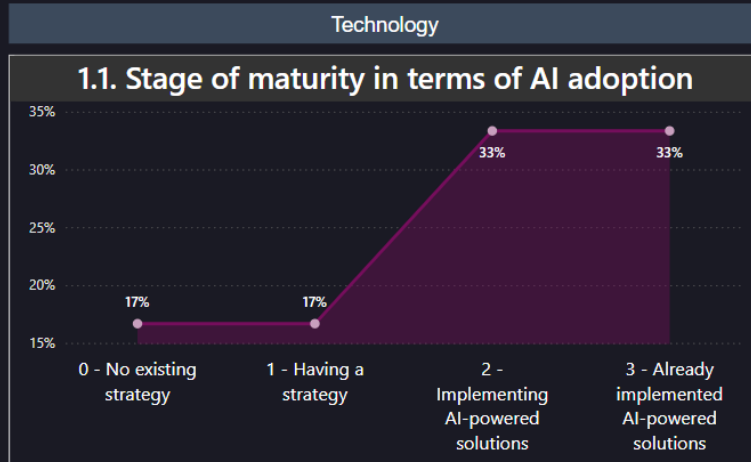 Technology
1.1. Stage of maturity in terms of AI adoption
35%
30%
25%
20%
15%
17%
17%
33%
33%
0 - No existing
strategy
1 - Having a
strategy
2 -
Implementing
AI-powered
solutions
3 - Already
implemented
AI-powered
solutions